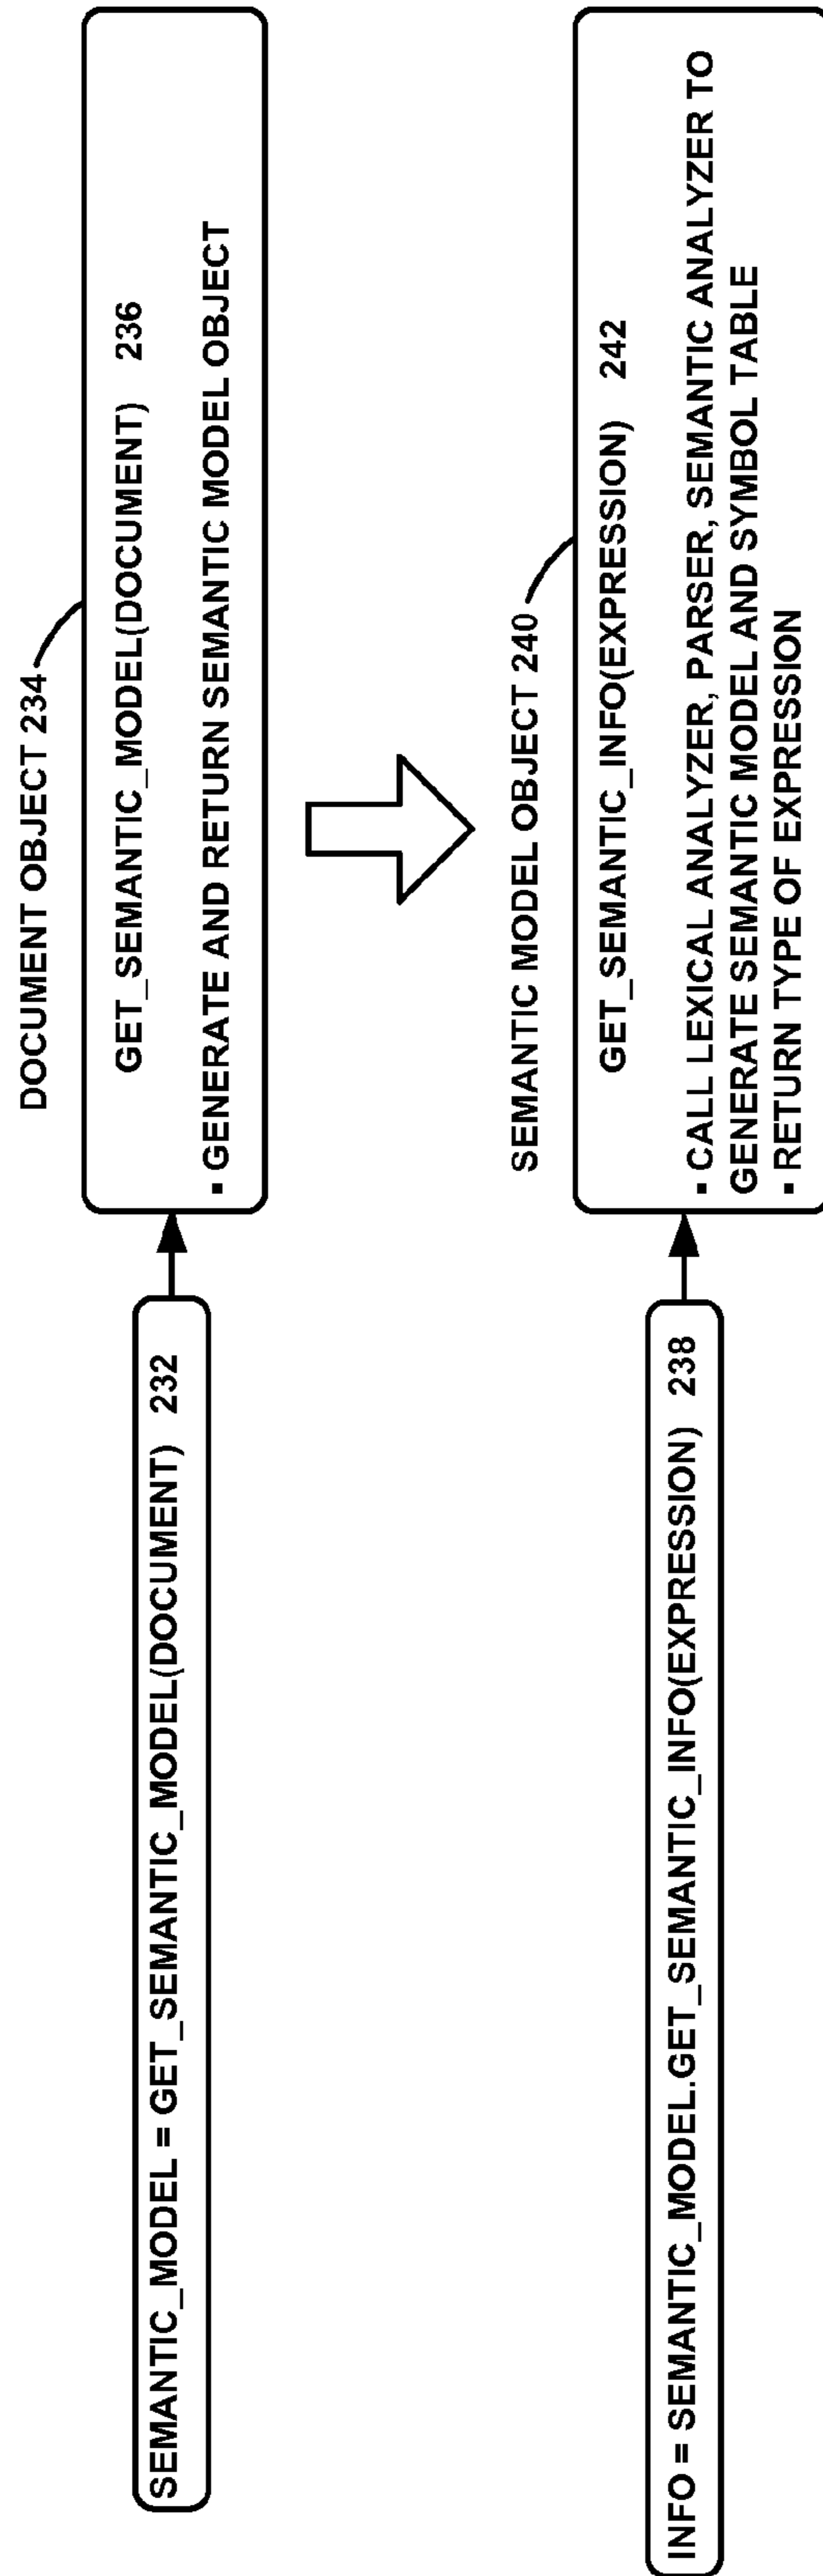 DOCUMENT OBJECT 234
SEMANTIC_MODEL = GET_SEMANTIC_MODEL(DOCUMENT) 232
GET_SEMANTIC_MODEL(DOCUMENT) 236
▪ GENERATE AND RETURN SEMANTIC MODEL OBJECT
SEMANTIC MODEL OBJECT 240
INFO = SEMANTIC_MODEL.GET_SEMANTIC_INFO(EXPRESSION) 238
GET_SEMANTIC_INFO(EXPRESSION) 242
▪ CALL LEXICAL ANALYZER, PARSER, SEMANTIC ANALYZER TO
GENERATE SEMANTIC MODEL AND SYMBOL TABLE
▪ RETURN TYPE OF EXPRESSION